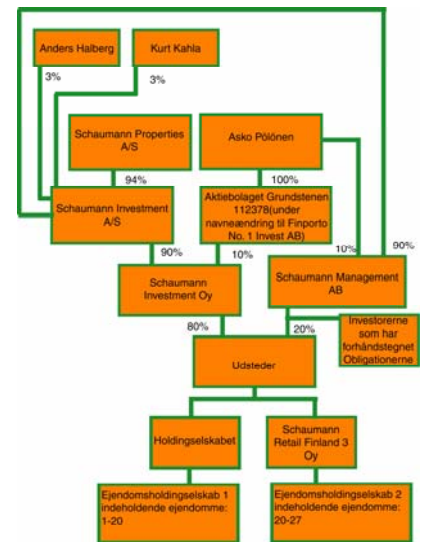 Anders Halberg
Kurt Kahla
3%
3%
Schaumann Properties
A/S
Asko Pölönen
94%
100%
Schaumann Investment
A/S
Aktiebolaget Grundstenen
112378(under
navneændring til Finporto
No. 1 Invest AB)
90%
10%
10%
90%
Schaumann
Investment Oy
Schaumann Management
AB
80%
20%
Investorerne
som har
forhåndstegnet
Obligationerne
Udsteder
Holdingselskabet
Schaumann
Retail Finland 3
Oy
Ejendomsholdingselskab 1
indeholdende ejendomme:
1-20
Ejendomsholdingselskab 2
indeholdende ejendomme:
20-27